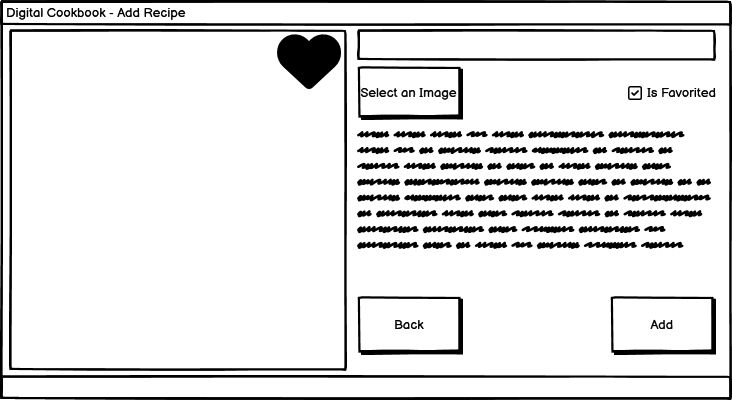 Digital Cookbook - Add Recipe
Select an Image
Is Favorited
Back
Add